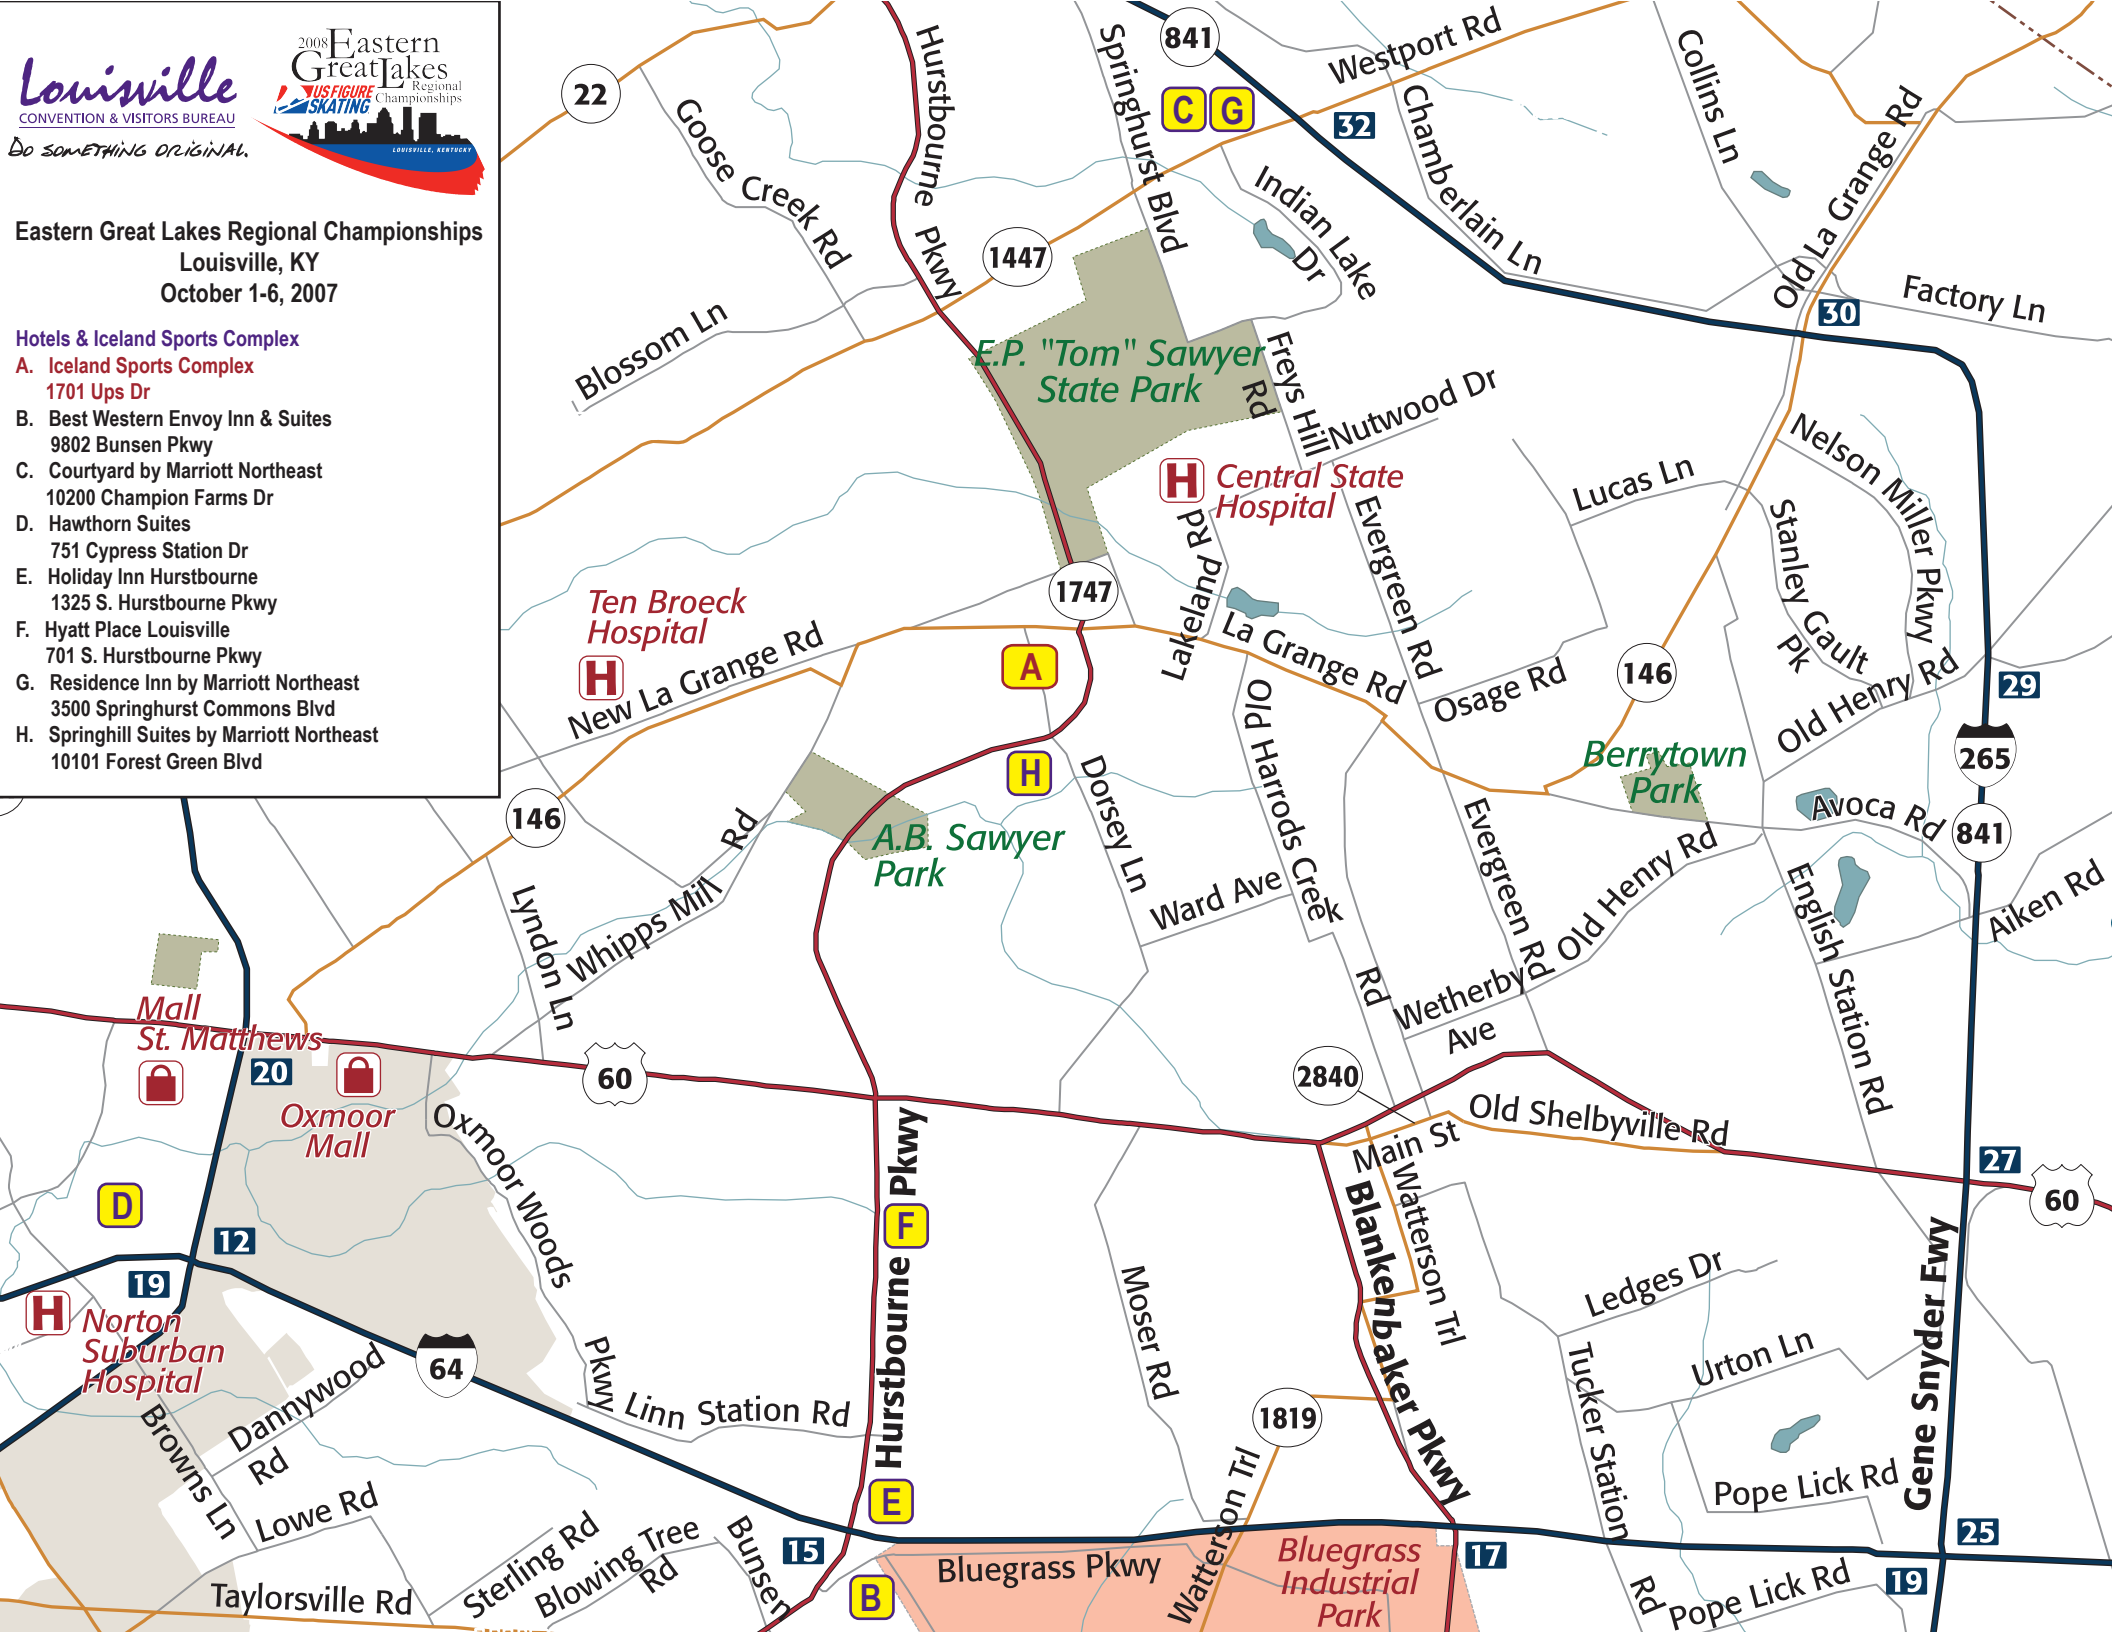 Louisville
CONVENTION & VISITORS BUREAU
DO SOMETHING ORIGINAL.
2008 Eastern
Great Lakes
Regional
Championships
US FIGURE
SKATING
LOUISVILLE, KENTUCKY
Eastern Great Lakes Regional Championships
Louisville, KY
October 1-6, 2007
Hotels & Iceland Sports Complex
A. Iceland Sports Complex
1701 Ups Dr
B. Best Western Envoy Inn & Suites
9802 Bunsen Pkwy
C. Courtyard by Marriott Northeast
10200 Champion Farms Dr
D. Hawthorn Suites
751 Cypress Station Dr
E. Holiday Inn Hurstbourne
1325 S. Hurstbourne Pkwy
F. Hyatt Place Louisville
701 S. Hurstbourne Pkwy
G. Residence Inn by Marriott Northeast
3500 Springhurst Commons Blvd
H. Springhill Suites by Marriott Northeast
10101 Forest Green Blvd
22
Goose Creek Rd
Hurstbourne Pkwy
Springhurst Blvd
841
C
G
Westport Rd
32
Chamberlain Ln
Collins Ln
Old La Grange Rd
Indian Lake
Dr
1447
30
Factory Ln
Blossom Ln
E.P. "Tom" Sawyer
State Park
Freys Hill
Rd
Nutwood Dr
Nelson Miller Pkwy
H
Central State
Hospital
Lucas Ln
Stanley Gault
Pk
Lakeland Rd
Evergreen Rd
1747
Ten Broeck
Hospital
H
New La Grange Rd
A
La Grange Rd
Osage Rd
146
Old Henry Rd
29
265
841
H
Old Harrods Creek
Rd
Dorsey Ln
Berrytown
Park
Avoca Rd
146
Rd
Whipps Mill
A.B. Sawyer
Park
Ward Ave
Evergreen Rd
Old Henry Rd
English Station Rd
Aiken Rd
Lyndon Ln
Wetherby
Ave
Mall
St. Matthews
20
Oxmoor
Mall
60
2840
Old Shelbyville Rd
Main St
Oxmoor Woods
Pkwy
Hurstbourne Pkwy
F
D
12
19
27
60
Blankenbaker Pkwy
Watterson Trl
Moser Rd
Ledges Dr
Gene Snyder Fwy
H
Norton
Suburban
Hospital
64
Urton Ln
Tucker Station
Rd
Dannywood
Rd
Browns Ln
Linn Station Rd
1819
Pope Lick Rd
E
Lowe Rd
Sterling Rd
Blowing Tree
Rd
Bunsen
15
Bluegrass Pkwy
Watterson Trl
Bluegrass
Industrial
Park
17
25
19
B
Taylorsville Rd
Pope Lick Rd